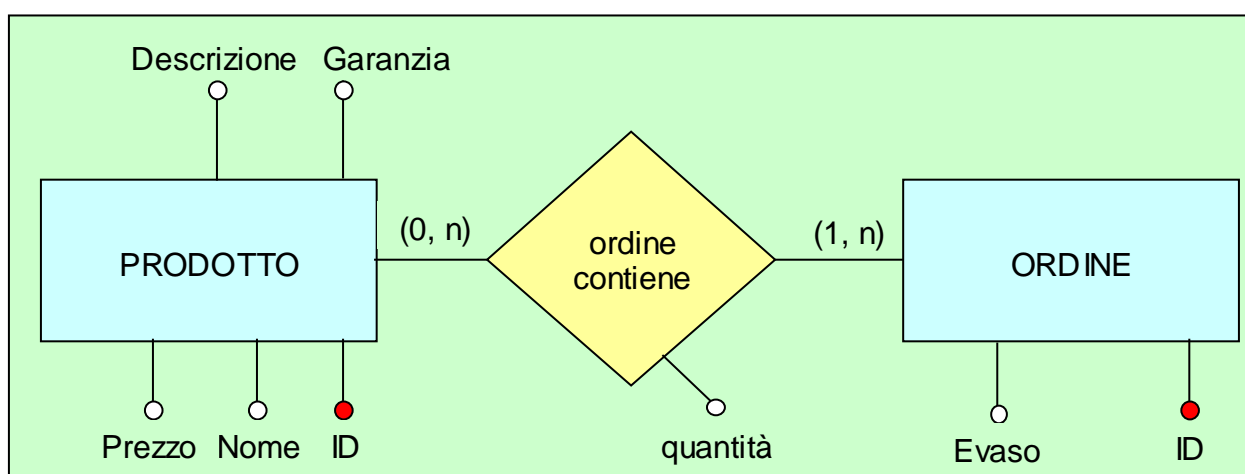 Descrizione Garanzia
(0, n)
(1, n)
ordine
contiene
PRODOTTO
ORDINE
Prezzo Nome ID
quantità
Evaso
ID